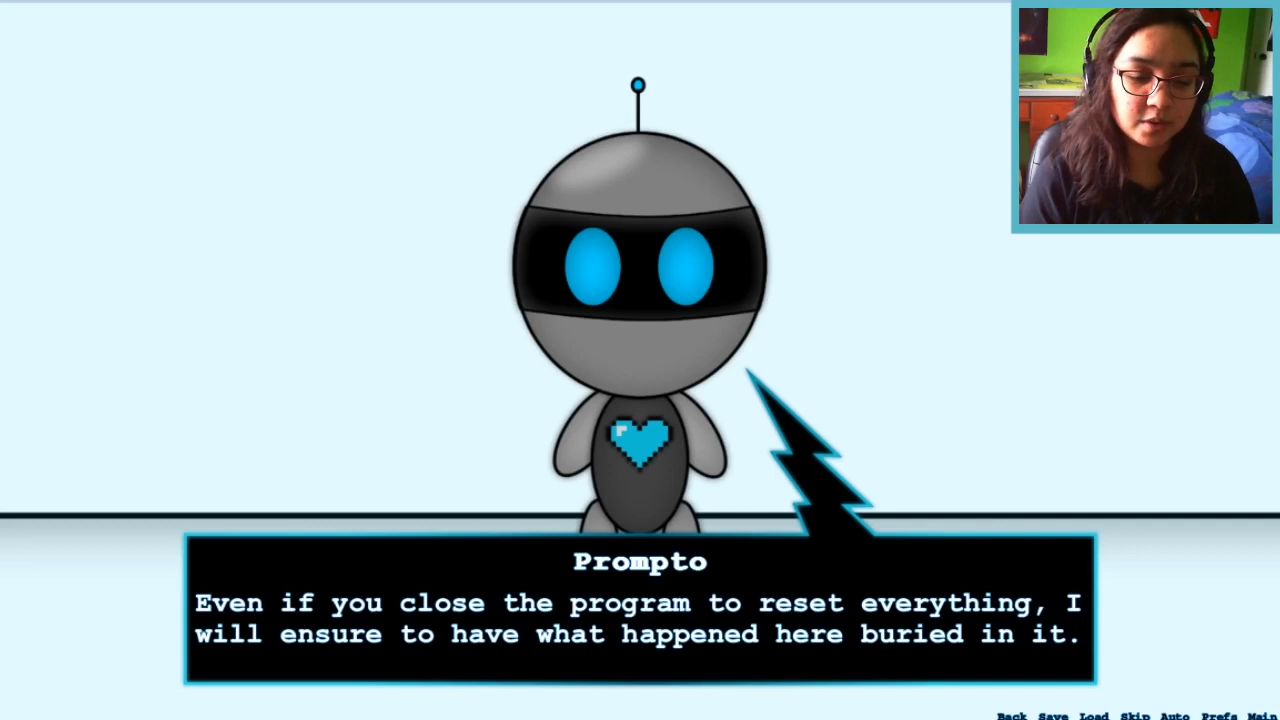 Prompto
Even if you close the program to reset everything, I
will ensure to have what happened here buried in it.
Back Save Load Skip Auto Prefs Main